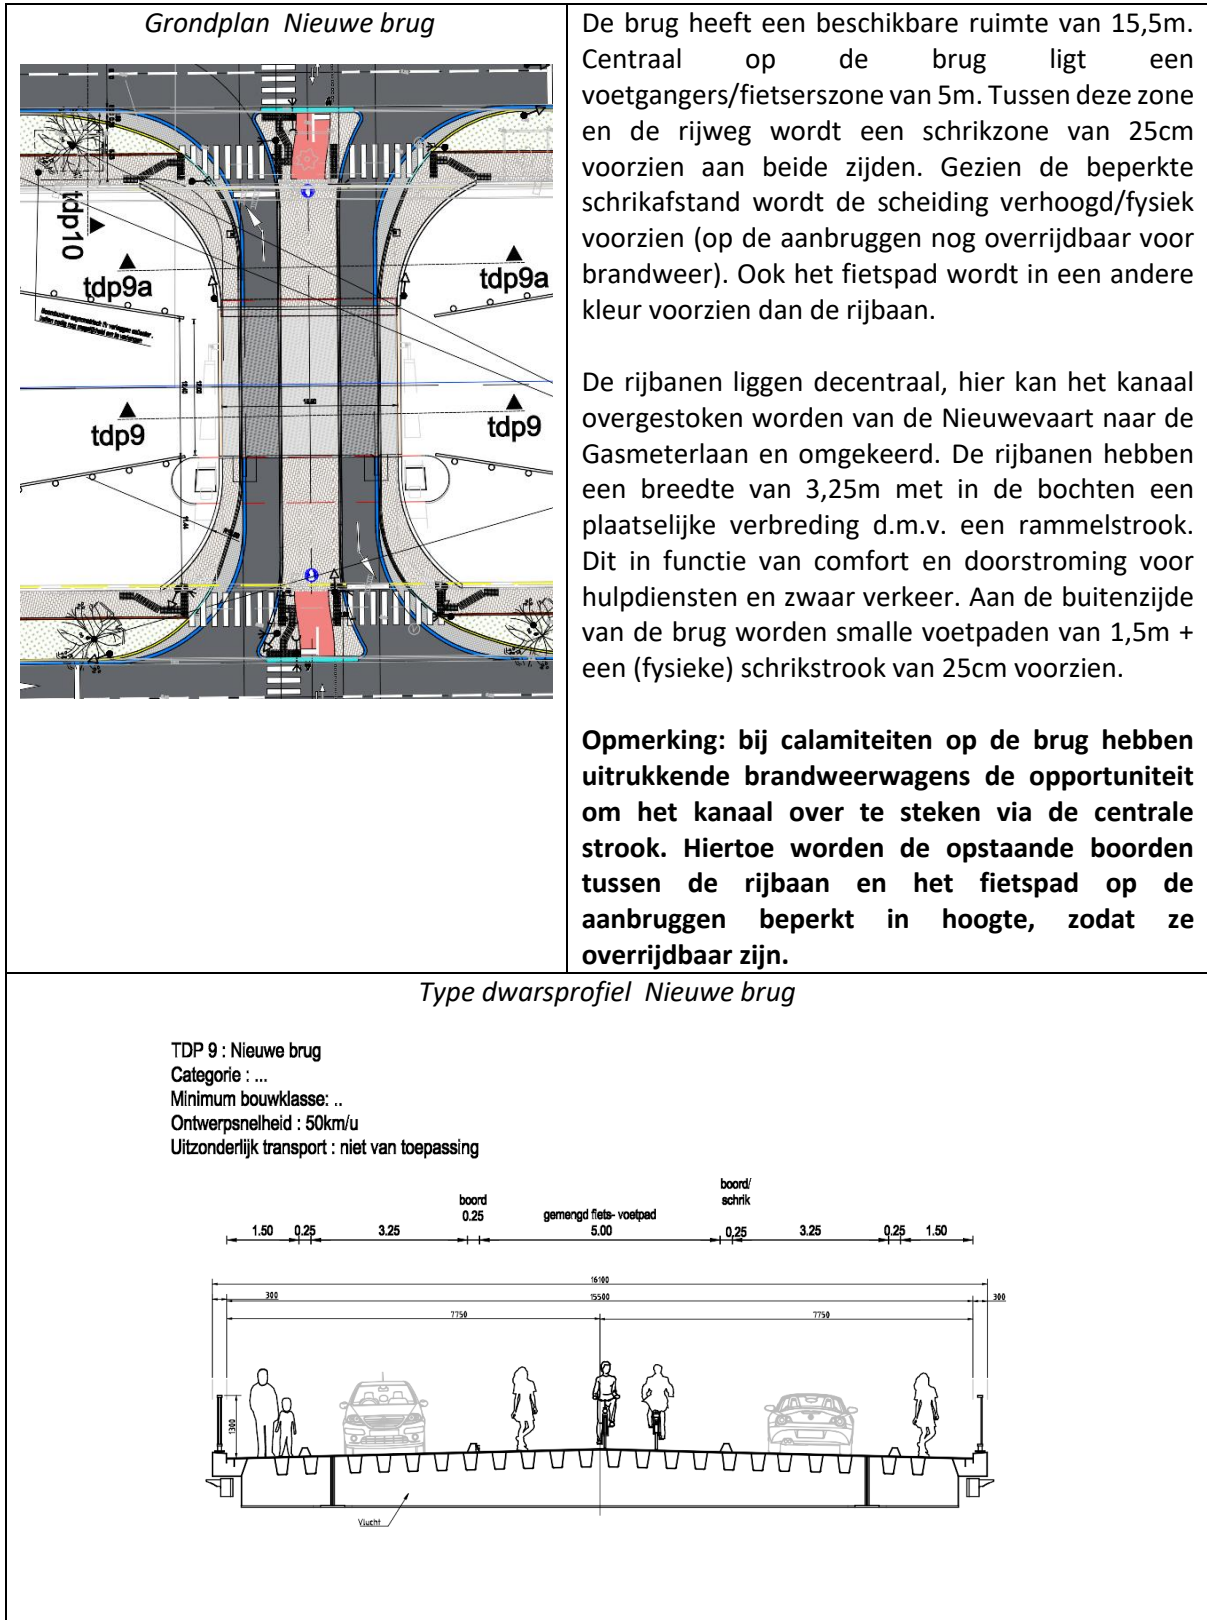 Grondplan Nieuwe brug
tdp10
tdp9a
tdp9a
tdp9
tdp9
De brug heeft een beschikbare ruimte van 15,5m.
Centraal op de brug ligt een
voetgangers/fietserszone van 5m. Tussen deze zone
en de rijweg wordt een schrikzone van 25cm
voorzien aan beide zijden. Gezien de beperkte
schrikafstand wordt de scheiding verhoogd/fysiek
voorzien (op de aanbruggen nog overrijdbaar voor
brandweer). Ook het fietspad wordt in een andere
kleur voorzien dan de rijbaan.
De rijbanen liggen decentraal, hier kan het kanaal
overgestoken worden van de Nieuwevaart naar de
Gasmeterlaan en omgekeerd. De rijbanen hebben
een breedte van 3,25m met in de bochten een
plaatselijke verbreding d.m.v. een rammelstrook.
Dit in functie van comfort en doorstroming voor
hulpdiensten en zwaar verkeer. Aan de buitenzijde
van de brug worden smalle voetpaden van 1,5m +
een (fysieke) schrikstrook van 25cm voorzien.
Opmerking: bij calamiteiten op de brug hebben
uitrukkende brandweerwagens de opportuniteit
om het kanaal over te steken via de centrale
strook. Hiertoe worden de opstaande boorden
tussen de rijbaan en het fietspad op de
aanbruggen beperkt in hoogte, zodat ze
overrijdbaar zijn.
Type dwarsprofiel Nieuwe brug
TDP 9 : Nieuwe brug
Categorie : ...
Minimum bouwklasse: ..
Ontwerpsnelheid : 50km/u
Uitzonderlijk transport : niet van toepassing
boord/
schrik
boord
0.25 gemengd fiets- voetpad
1.50 0.25 3.25 5.00 0.25 3.25 0.25 1.50
16100
300 15500 300
7750 7750
1300
Vlucht